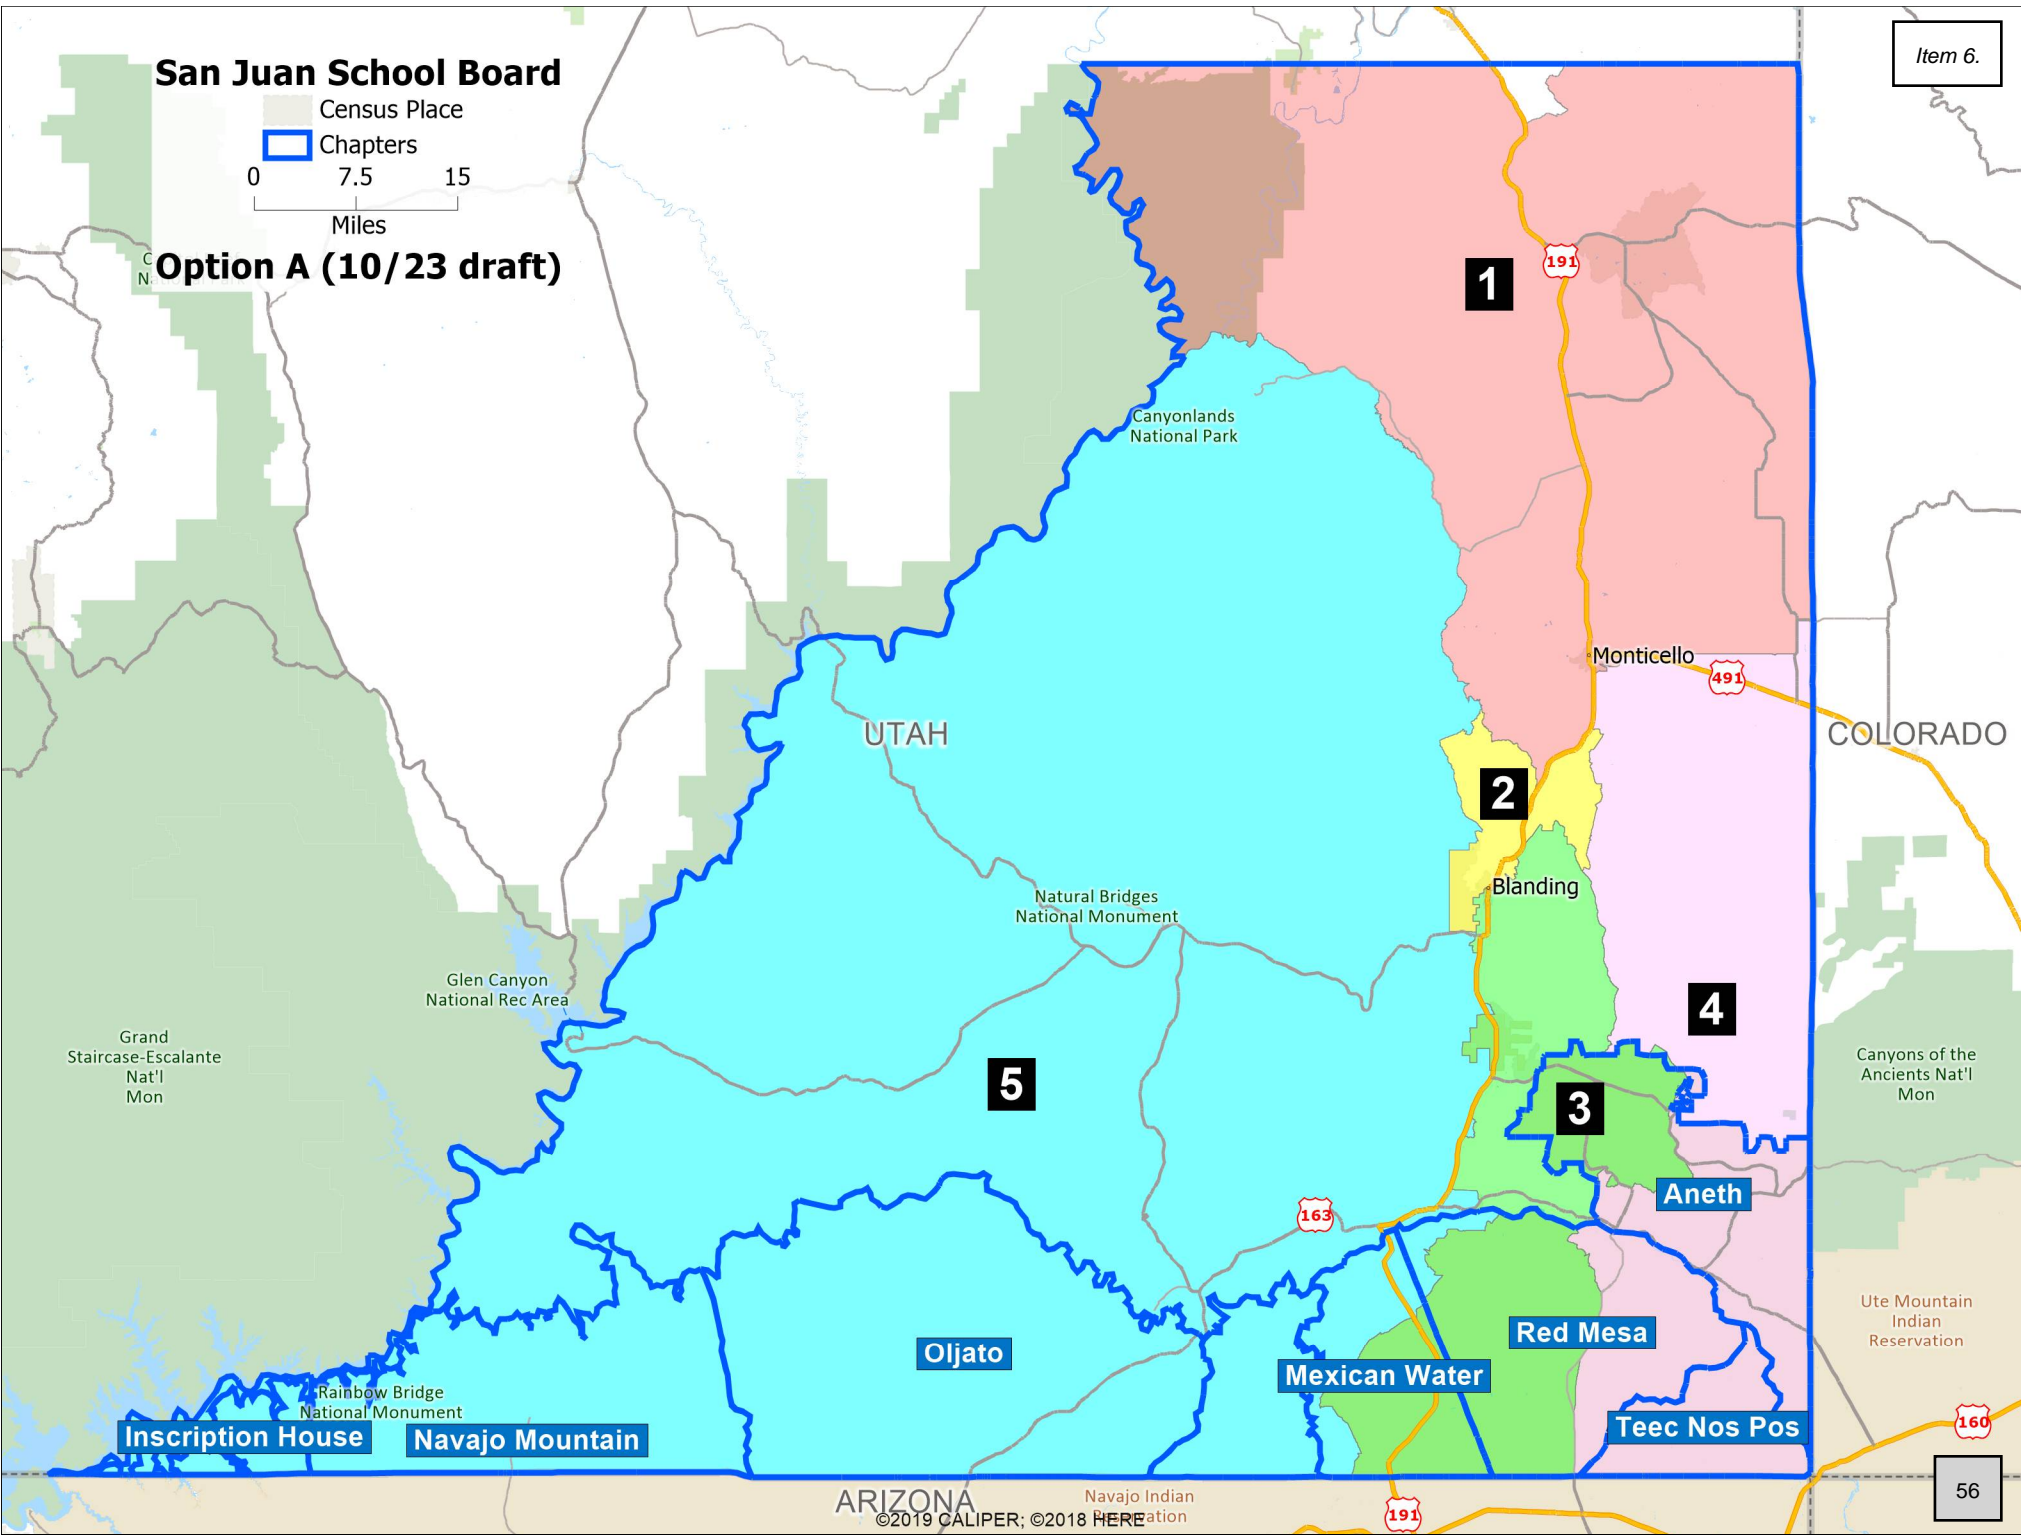 San Juan School Board
Census Place
Chapters
0 7.5 15
Miles
Option A (10/23 draft)
Item 6.
1
191
Canyonlands
National Park
Monticello
491
UTAH
COLORADO
2
Blanding
Natural Bridges
National Monument
Glen Canyon
National Rec Area
4
Grand
Staircase-Escalante
Nat'l
Mon
5
3
Canyons of the
Ancients Nat'l
Mon
Aneth
163
Ute Mountain
Indian
Reservation
Red Mesa
Oljato
Mexican Water
Rainbow Bridge
National Monument
Inscription House
Navajo Mountain
Teec Nos Pos
160
ARIZONA
Navajo Indian
Reservation
191
©2019 CALIPER; ©2018 HERE
56